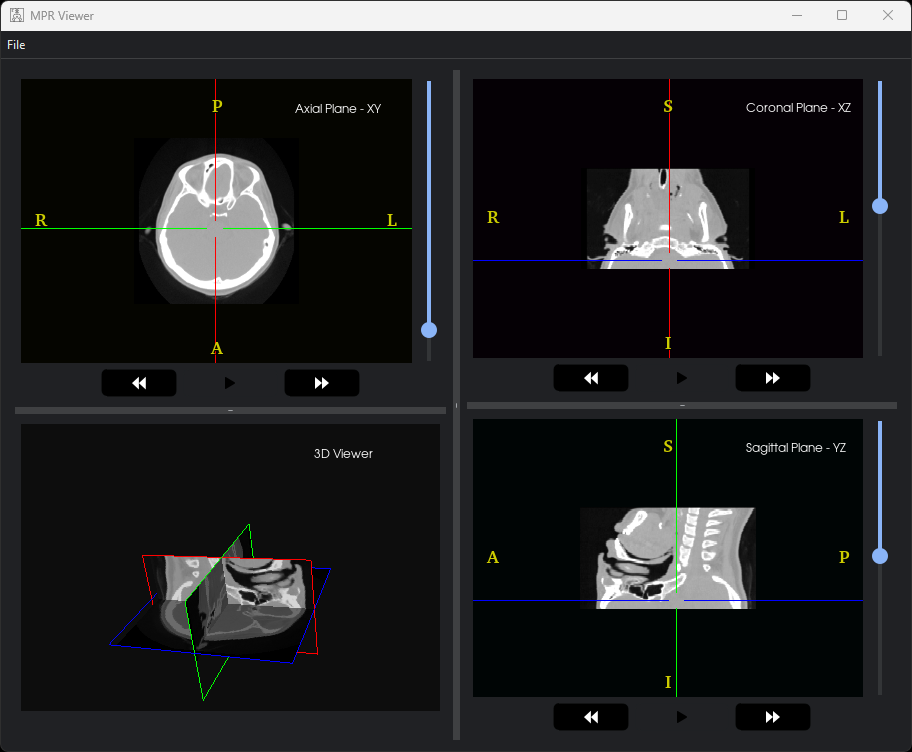 MPR Viewer
File
P
Axial Plane - XY
R
L
A
S
Coronal Plane - XZ
R
L
I
3D Viewer
S
Sagittal Plane - YZ
A
P
I